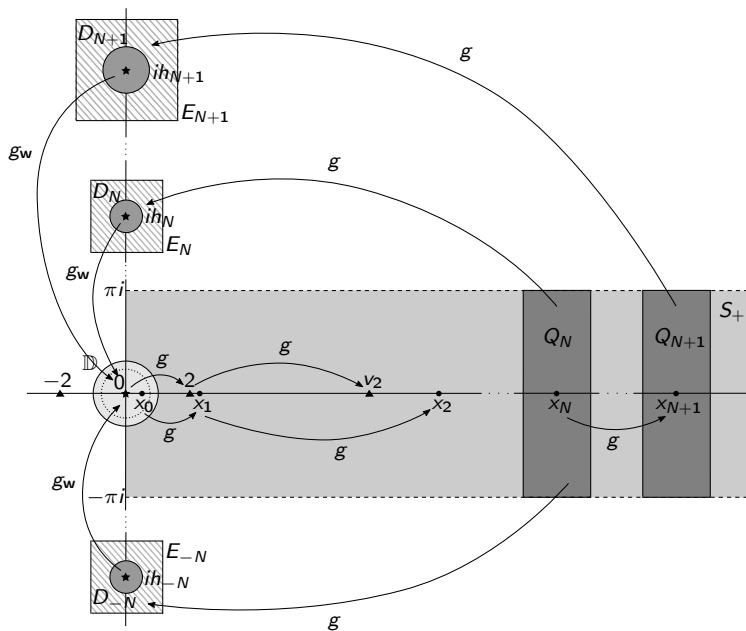 D_{N+1}
ih_{N+1}
g
E_{N+1}
g_w
g
D_N
ih_N
E_N
g_w
πi
S_+
Q_N Q_{N+1}
𝔻
g g
−2 0 2 v_2
x_0 x_1 x_2 x_N x_{N+1}
g g g
g_w
−πi
E_{−N}
ih_{−N}
D_{−N}
g